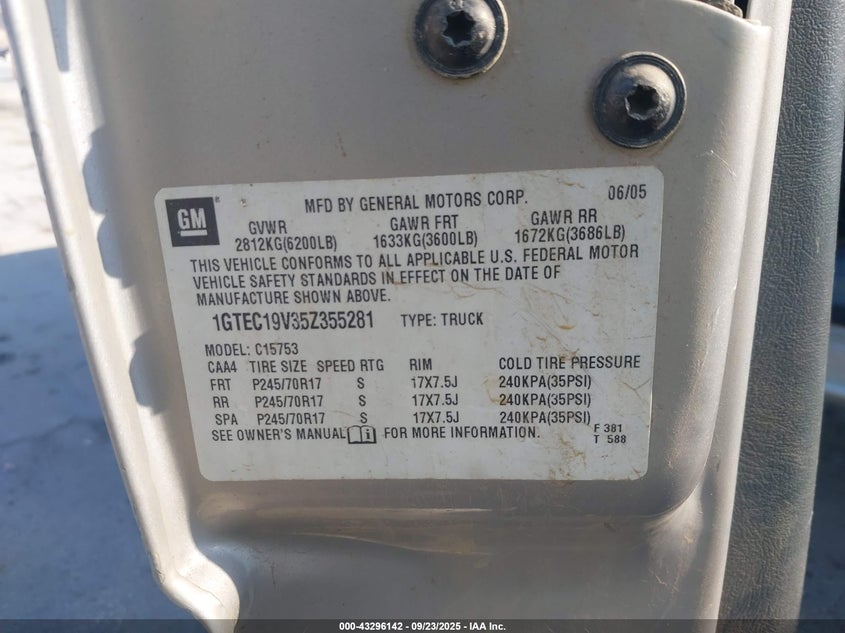 GM
MFD BY GENERAL MOTORS CORP. 06/05
GVWR GAWR FRT GAWR RR
2812KG(6200LB) 1633KG(3600LB) 1672KG(3686LB)
THIS VEHICLE CONFORMS TO ALL APPLICABLE U.S. FEDERAL MOTOR
VEHICLE SAFETY STANDARDS IN EFFECT ON THE DATE OF
MANUFACTURE SHOWN ABOVE.
1GTEC19V35Z355281 TYPE: TRUCK
MODEL: C15753
CAA4 TIRE SIZE SPEED RTG RIM COLD TIRE PRESSURE
FRT P245/70R17 S 17X7.5J 240KPA(35PSI)
RR P245/70R17 S 17X7.5J 240KPA(35PSI)
SPA P245/70R17 S 17X7.5J 240KPA(35PSI)
SEE OWNER'S MANUAL FOR MORE INFORMATION.
F 381
T 588
000-43296142 - 09/23/2025 - IAA Inc.